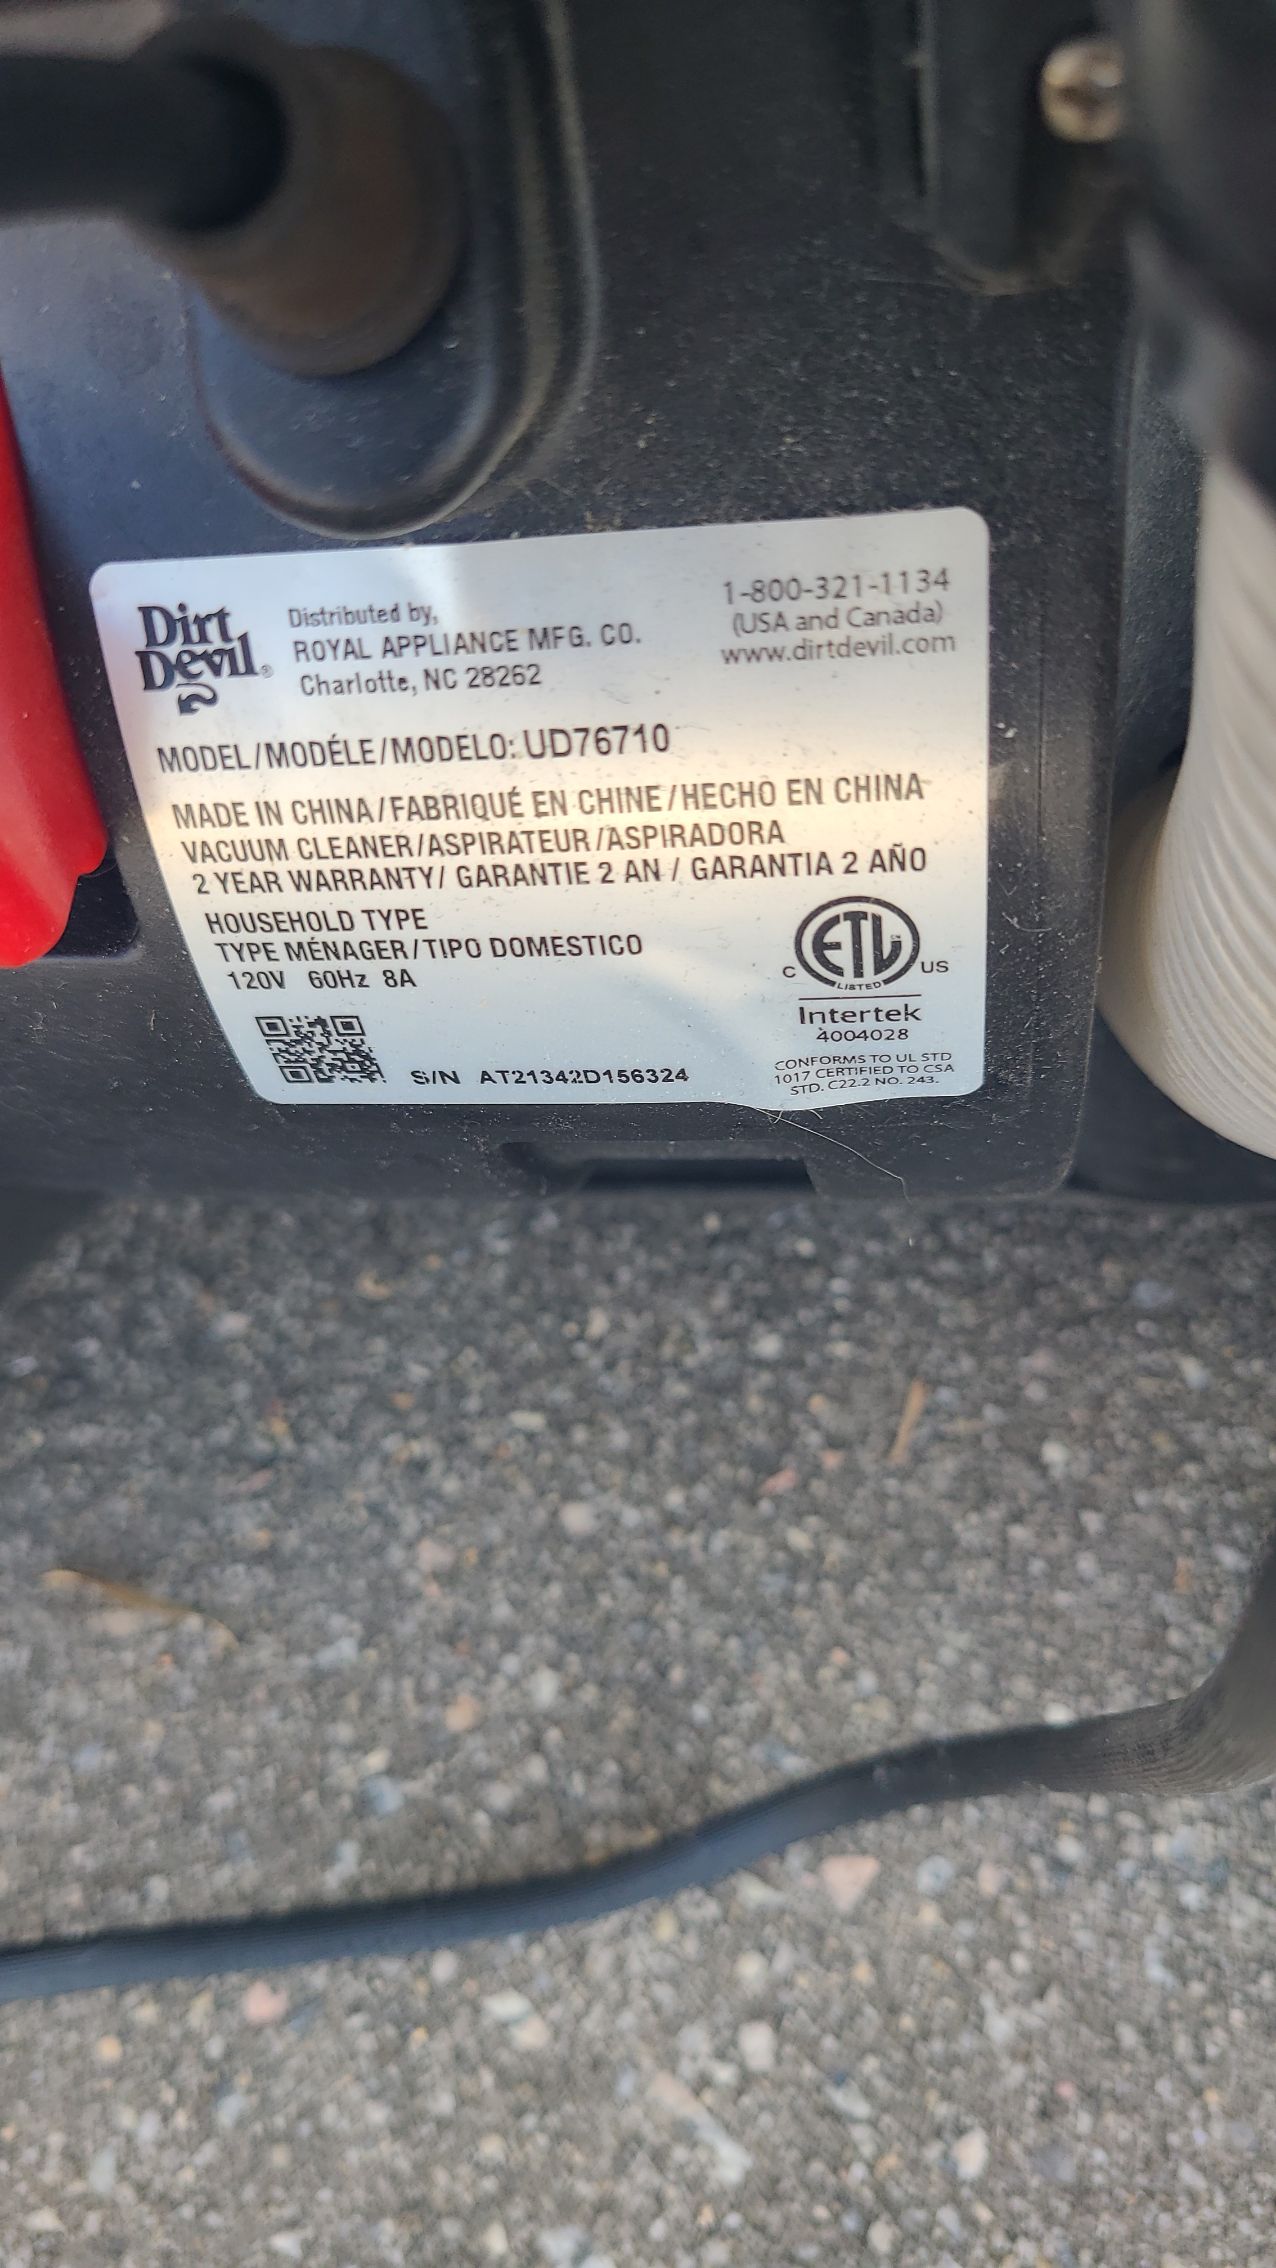 Dirt
Devil®
Distributed by,
ROYAL APPLIANCE MFG. CO.
Charlotte, NC 28262
1-800-321-1134
(USA and Canada)
www.dirtdevil.com
MODEL/MODÉLE/MODELO: UD76710
MADE IN CHINA/FABRIQUÉ EN CHINE/HECHO EN CHINA
VACUUM CLEANER/ASPIRATEUR/ASPIRADORA
2 YEAR WARRANTY/ GARANTIE 2 AN / GARANTIA 2 AÑO
HOUSEHOLD TYPE
TYPE MÉNAGER/TIPO DOMESTICO
120V 60Hz 8A
C ETL US
LISTED
Intertek
4004028
CONFORMS TO UL STD
1017 CERTIFIED TO CSA
STD. C22.2 NO. 243.
S/N AT21342D156324